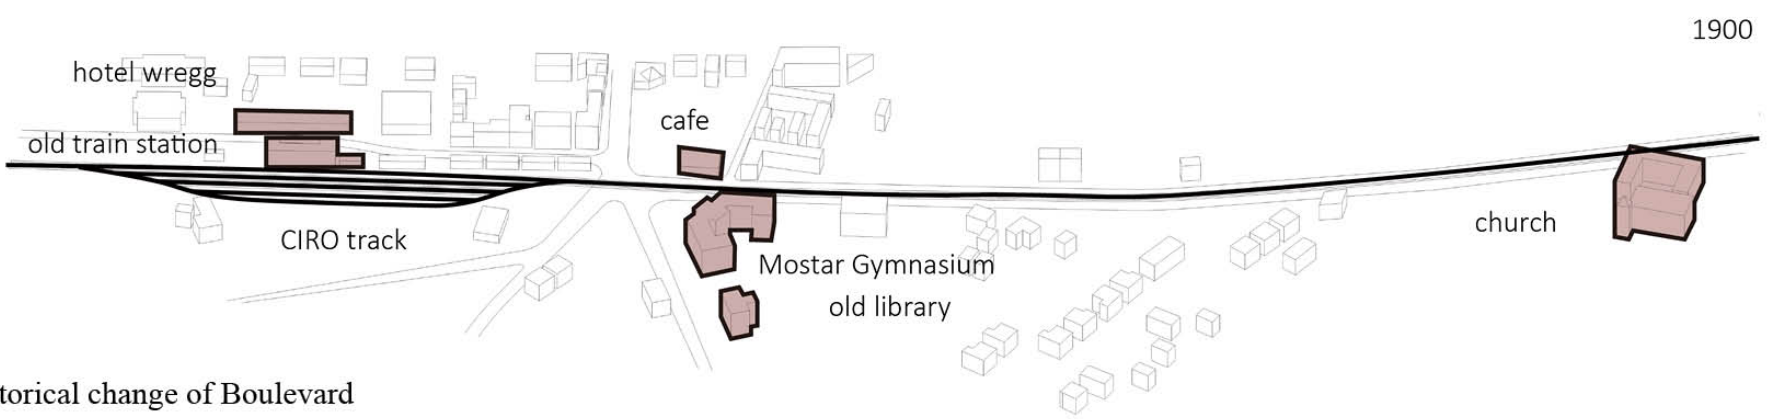 1900
hotel wregg
old train station
cafe
CIRO track
Mostar Gymnasium
old library
church
torical change of Boulevard